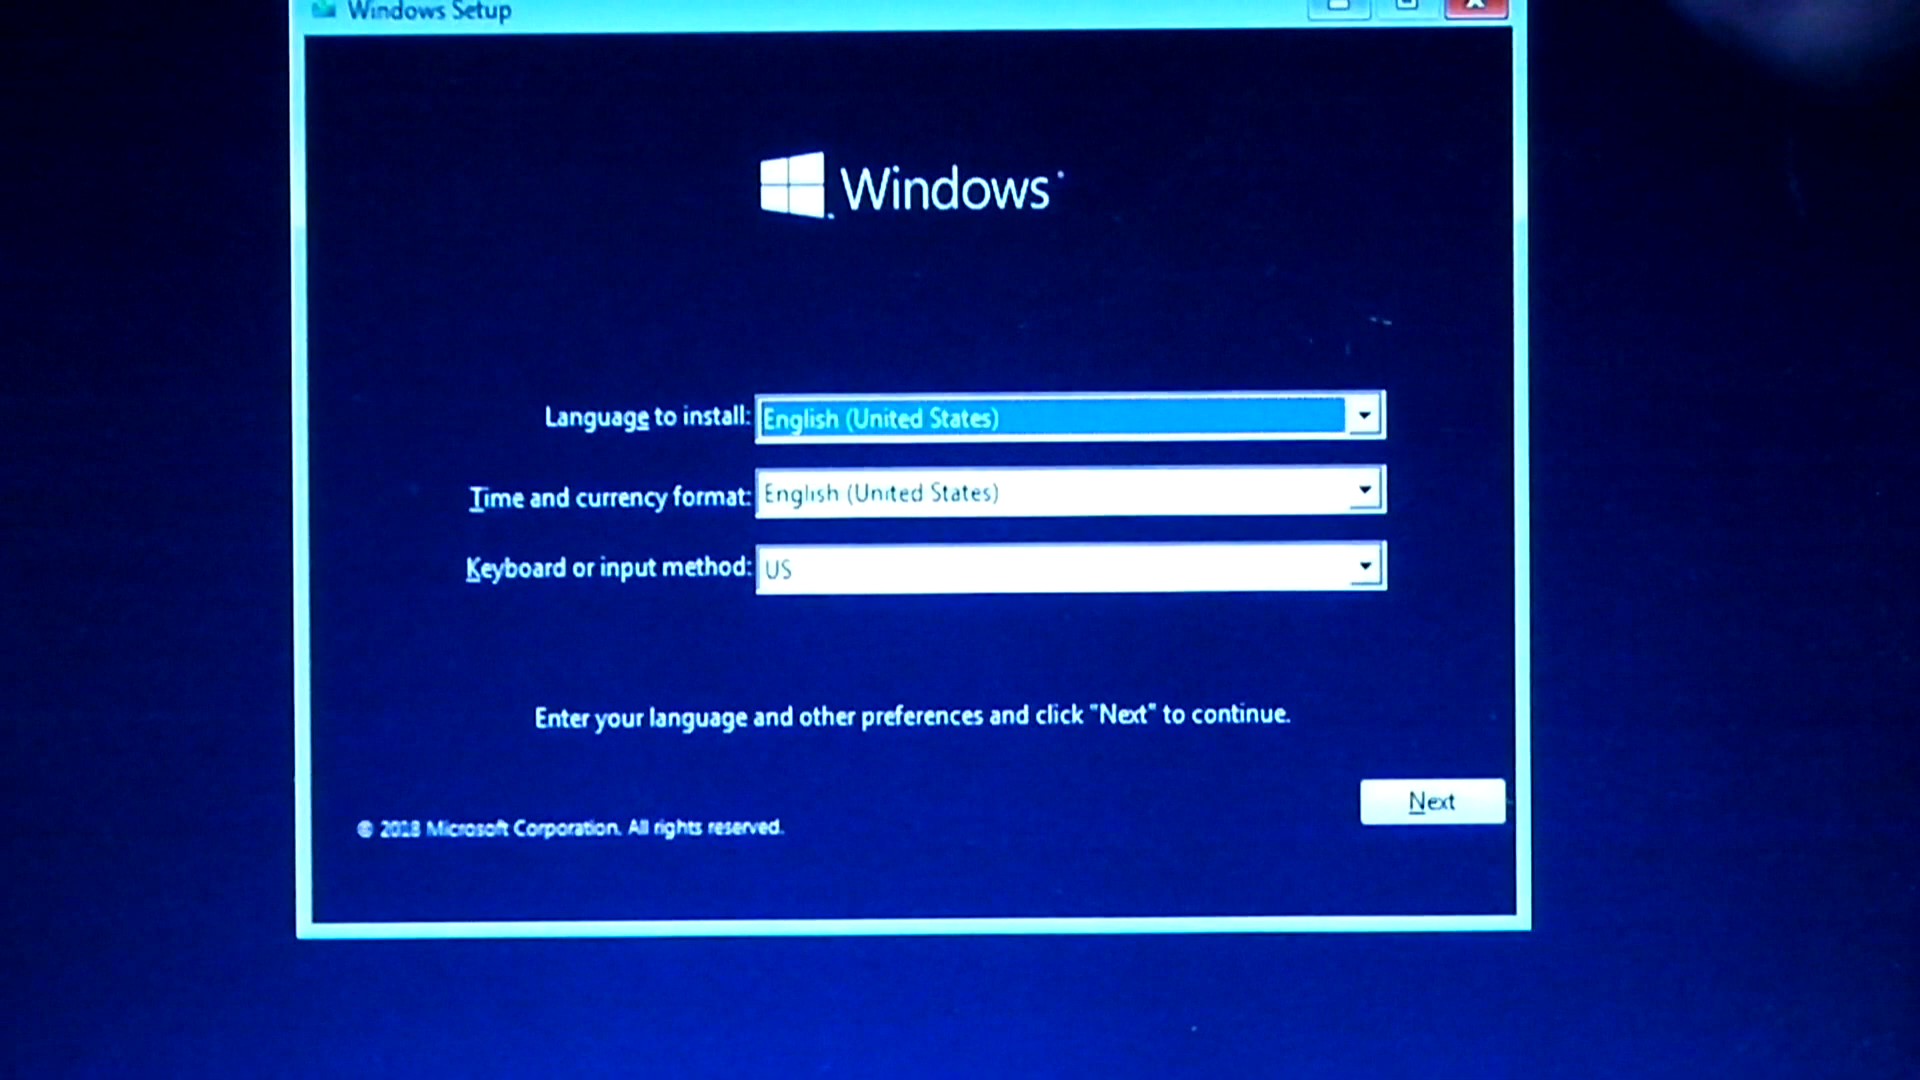 Windows Setup
Windows
Language to install: English (United States)
Time and currency format: English (United States)
Keyboard or input method: US
Enter your language and other preferences and click "Next" to continue.
Next
© 2018 Microsoft Corporation. All rights reserved.